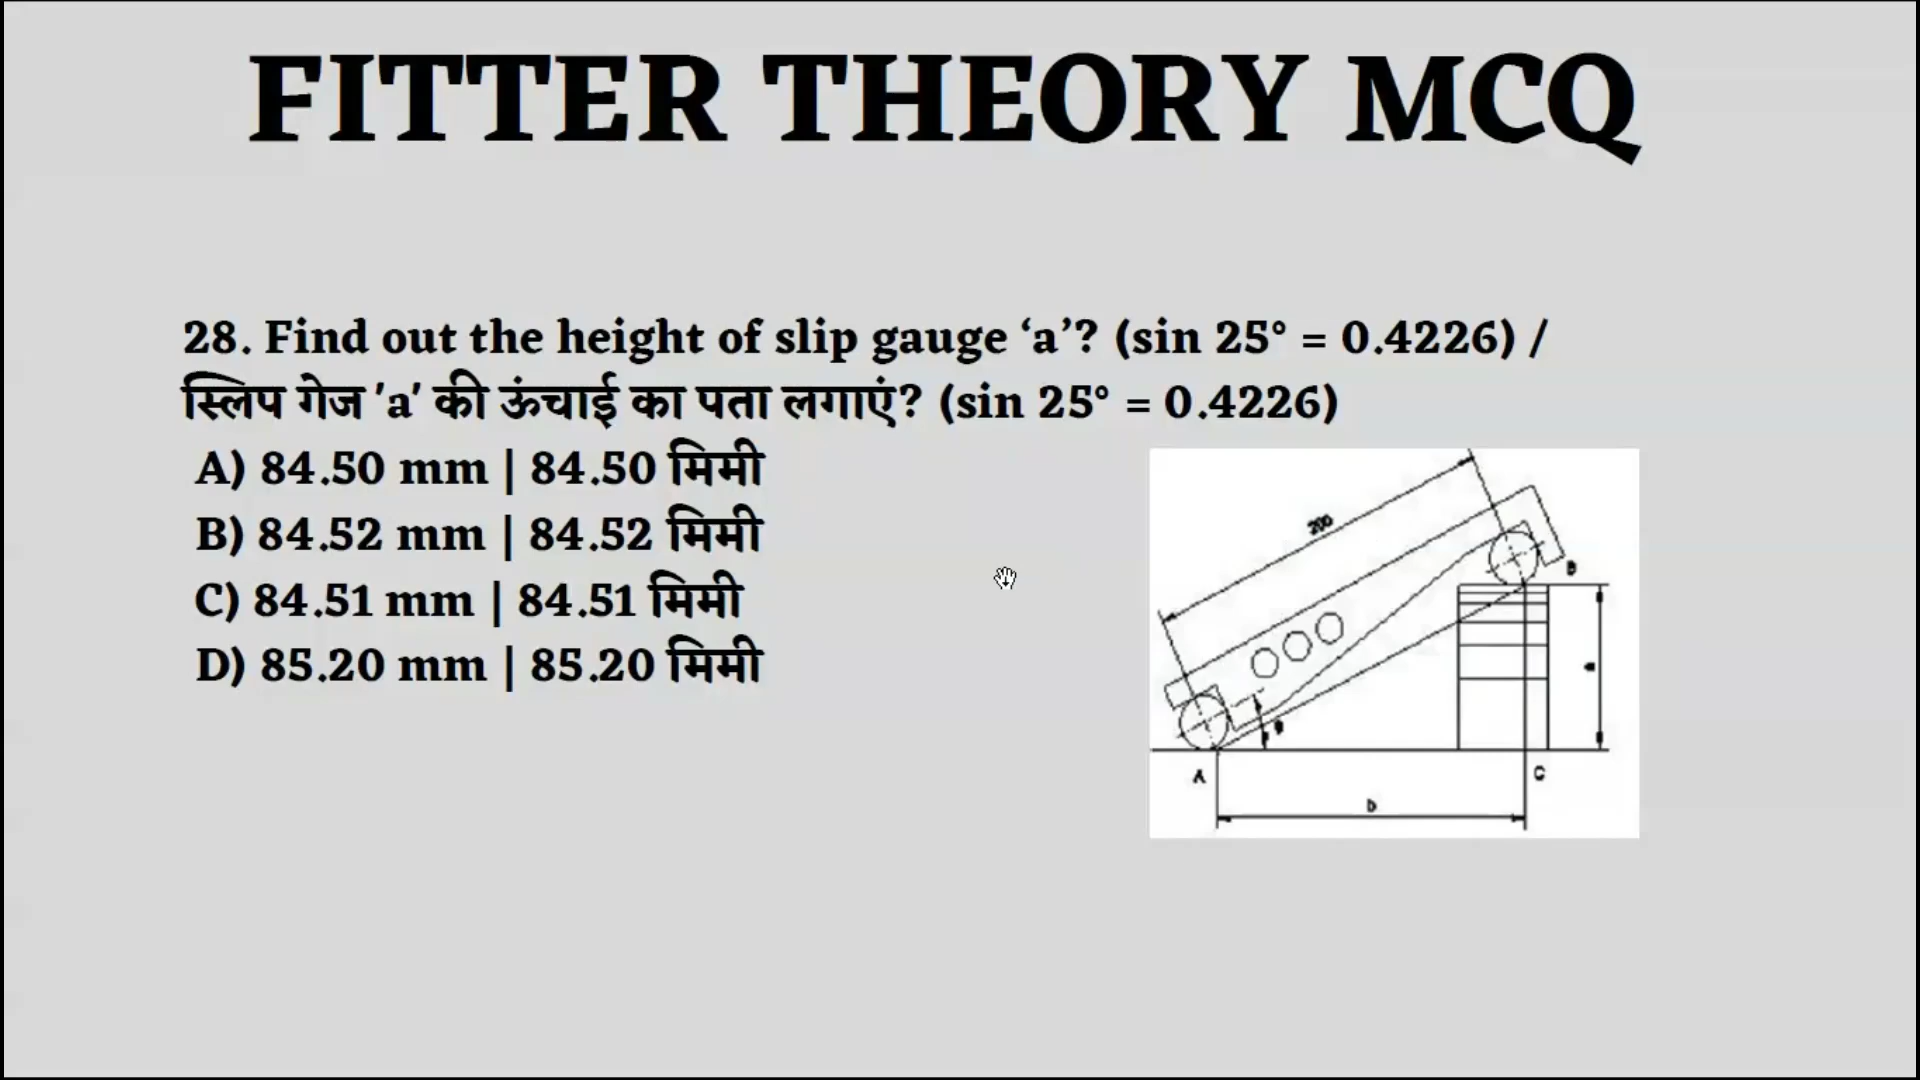 FITTER THEORY MCQ
28. Find out the height of slip gauge ‘a’? (sin 25° = 0.4226) /
स्लिप गेज 'a' की ऊंचाई का पता लगाएं? (sin 25° = 0.4226)
A) 84.50 mm | 84.50 मिमी
B) 84.52 mm | 84.52 मिमी
C) 84.51 mm | 84.51 मिमी
D) 85.20 mm | 85.20 मिमी
200
B
a
A
C
b